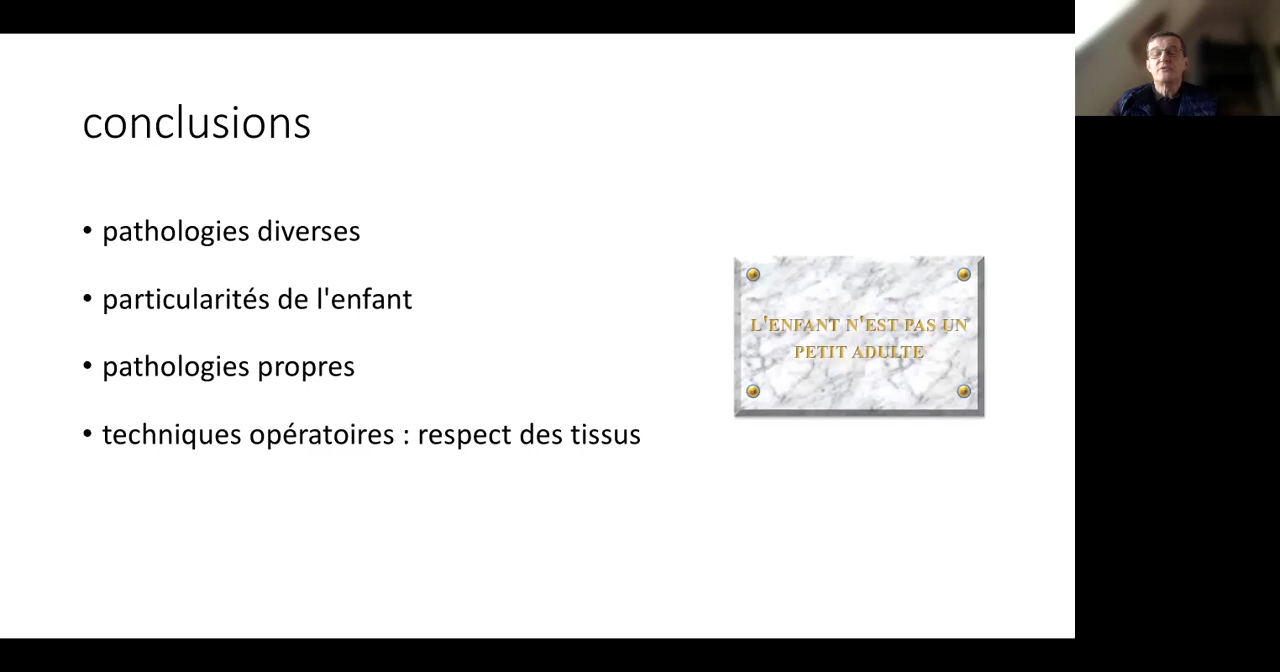 conclusions
• pathologies diverses
• particularités de l'enfant
• pathologies propres
• techniques opératoires : respect des tissus
L'ENFANT N'EST PAS UN
PETIT ADULTE